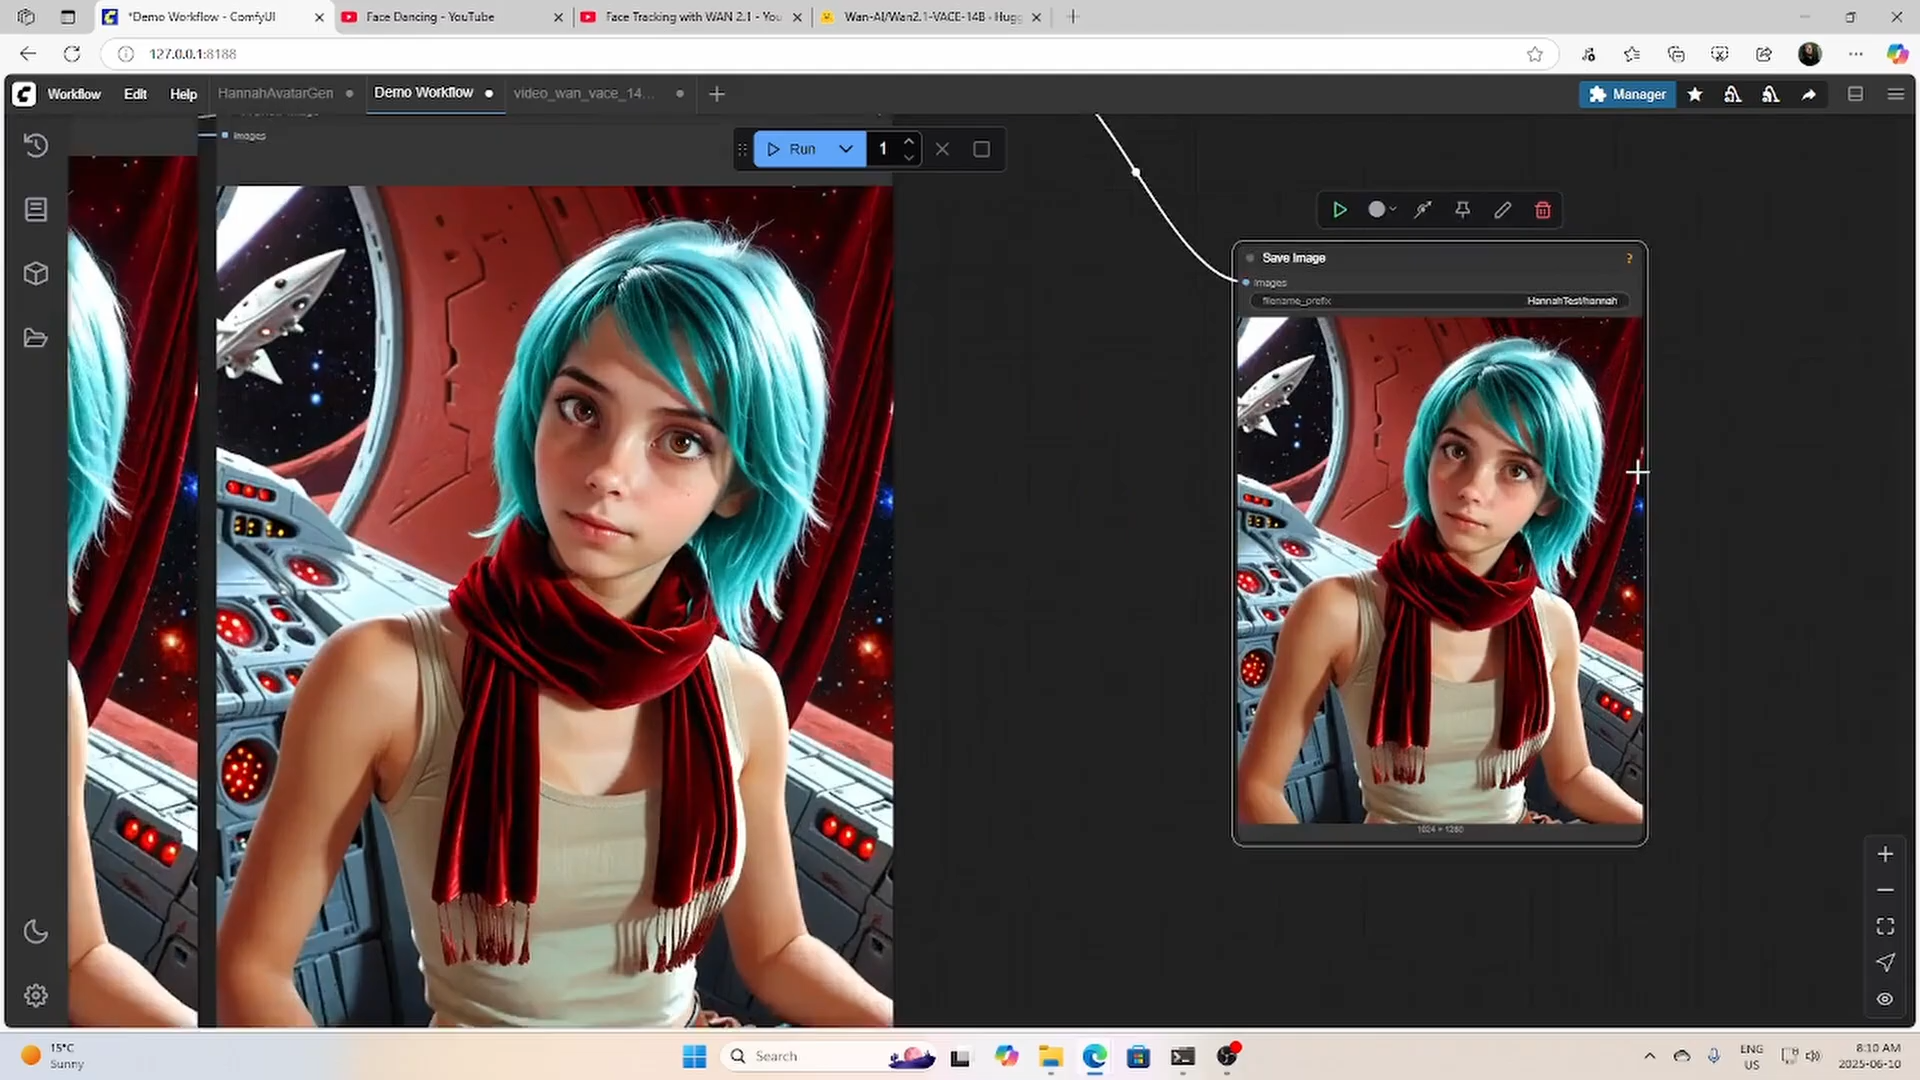 *Demo Workflow - ComfyUI
Face Dancing - YouTube
Face Tracking with WAN 2.1 - You
Wan-AI/Wan2.1-VACE-14B - Hugg
127.0.0.1:8188
Workflow
Edit
Help
HannahAvatarGen
Demo Workflow
video_wan_vace_14...
Manager
images
Run
1
Save Image
?
images
filename_prefix
HannahTest/hannah
1024 × 1280
15°C
Sunny
Search
ENG
US
8:10 AM
2025-06-10